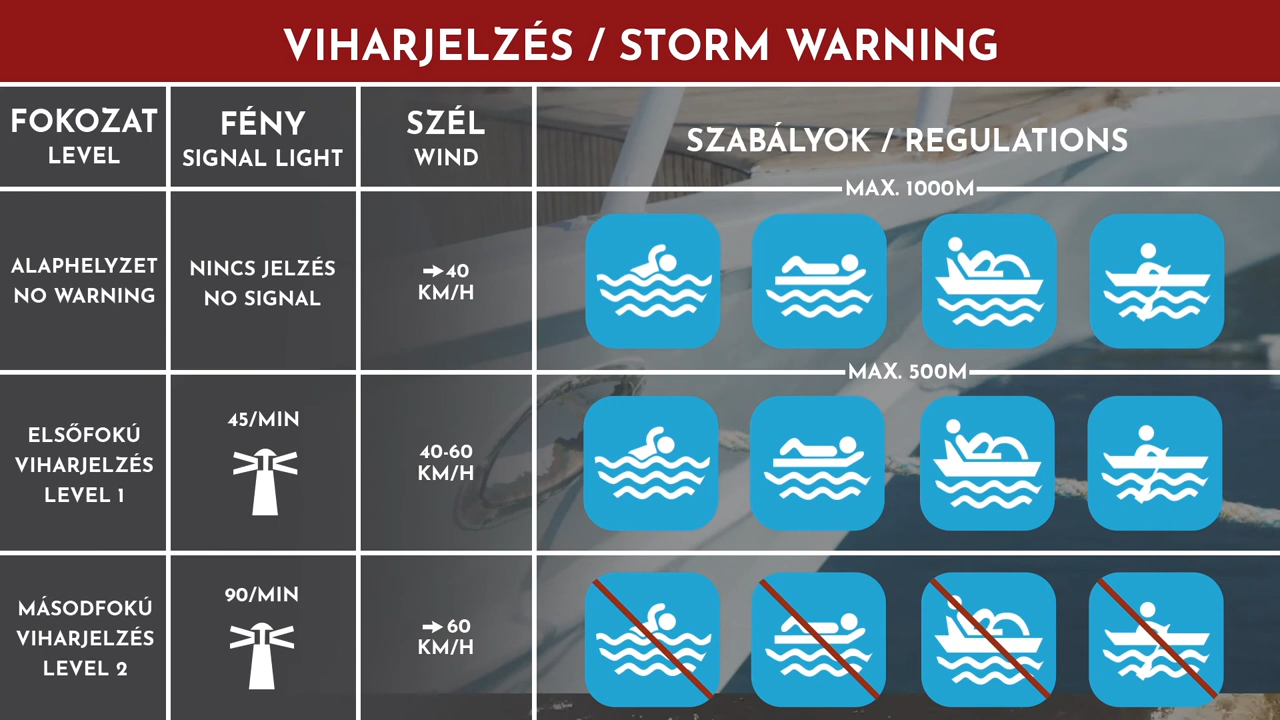 VIHARJELZÉS / STORM WARNING
FOKOZAT
LEVEL
FÉNY
SIGNAL LIGHT
SZÉL
WIND
SZABÁLYOK / REGULATIONS
MAX. 1000M
ALAPHELYZET
NO WARNING
NINCS JELZÉS
NO SIGNAL
➔40
KM/H
MAX. 500M
ELSŐFOKÚ
VIHARJELZÉS
LEVEL 1
45/MIN
40-60
KM/H
MÁSODFOKÚ
VIHARJELZÉS
LEVEL 2
90/MIN
➔60
KM/H